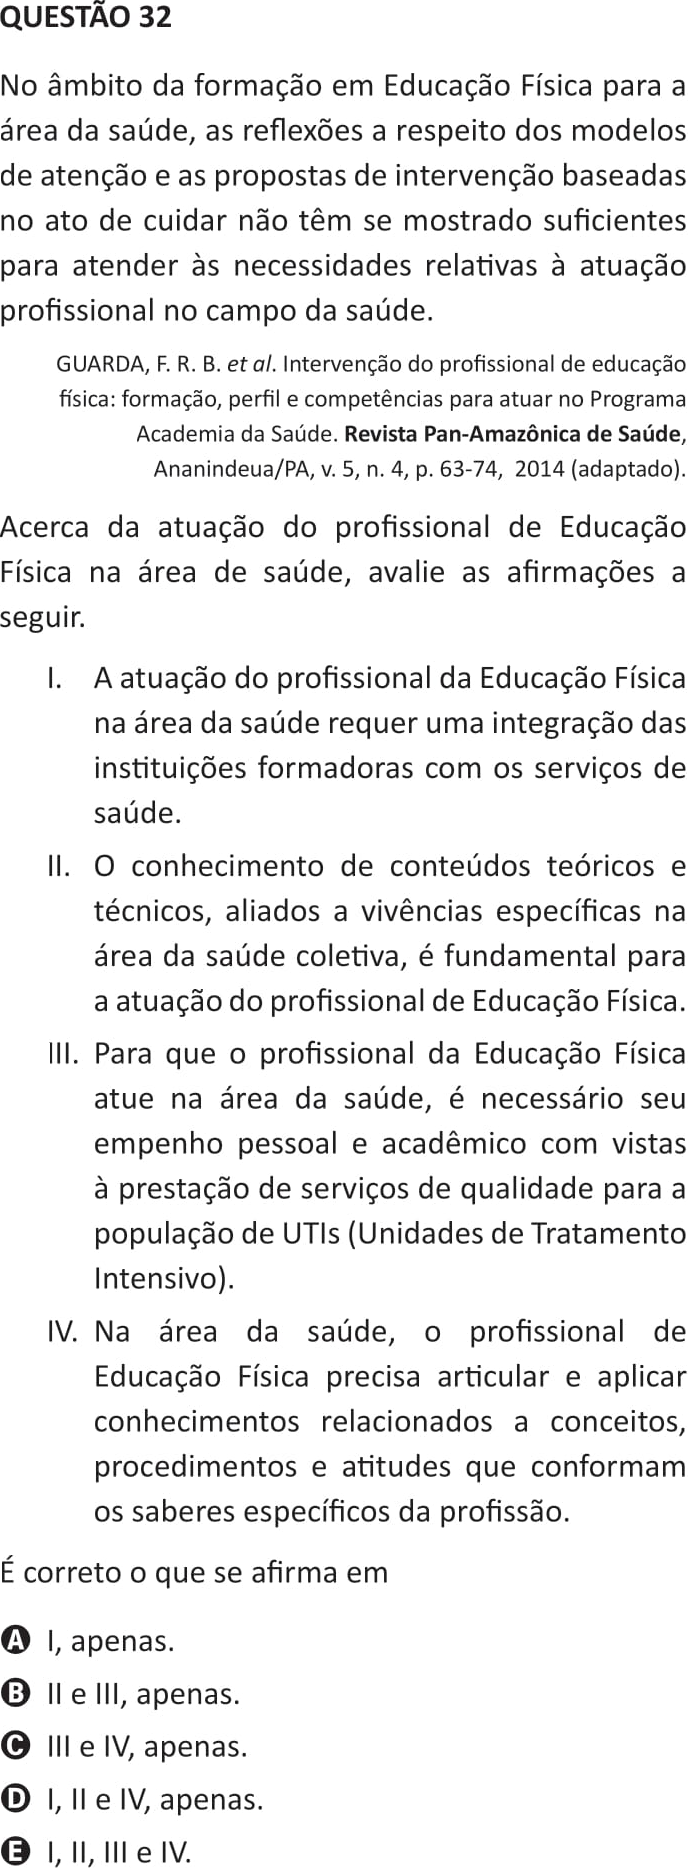 QUESTÃO 32
No âmbito da formação em Educação Física para a
área da saúde, as reflexões a respeito dos modelos
de atenção e as propostas de intervenção baseadas
no ato de cuidar não têm se mostrado suficientes
para atender às necessidades relativas à atuação
profissional no campo da saúde.
GUARDA, F. R. B. et al. Intervenção do profissional de educação
física: formação, perfil e competências para atuar no Programa
Academia da Saúde. Revista Pan-Amazônica de Saúde,
Ananindeua/PA, v. 5, n. 4, p. 63-74, 2014 (adaptado).
Acerca da atuação do profissional de Educação
Física na área de saúde, avalie as afirmações a
seguir.
I. A atuação do profissional da Educação Física
na área da saúde requer uma integração das
instituições formadoras com os serviços de
saúde.
II. O conhecimento de conteúdos teóricos e
técnicos, aliados a vivências específicas na
área da saúde coletiva, é fundamental para
a atuação do profissional de Educação Física.
III. Para que o profissional da Educação Física
atue na área da saúde, é necessário seu
empenho pessoal e acadêmico com vistas
à prestação de serviços de qualidade para a
população de UTIs (Unidades de Tratamento
Intensivo).
IV. Na área da saúde, o profissional de
Educação Física precisa articular e aplicar
conhecimentos relacionados a conceitos,
procedimentos e atitudes que conformam
os saberes específicos da profissão.
É correto o que se afirma em
A I, apenas.
B II e III, apenas.
C III e IV, apenas.
D I, II e IV, apenas.
E I, II, III e IV.